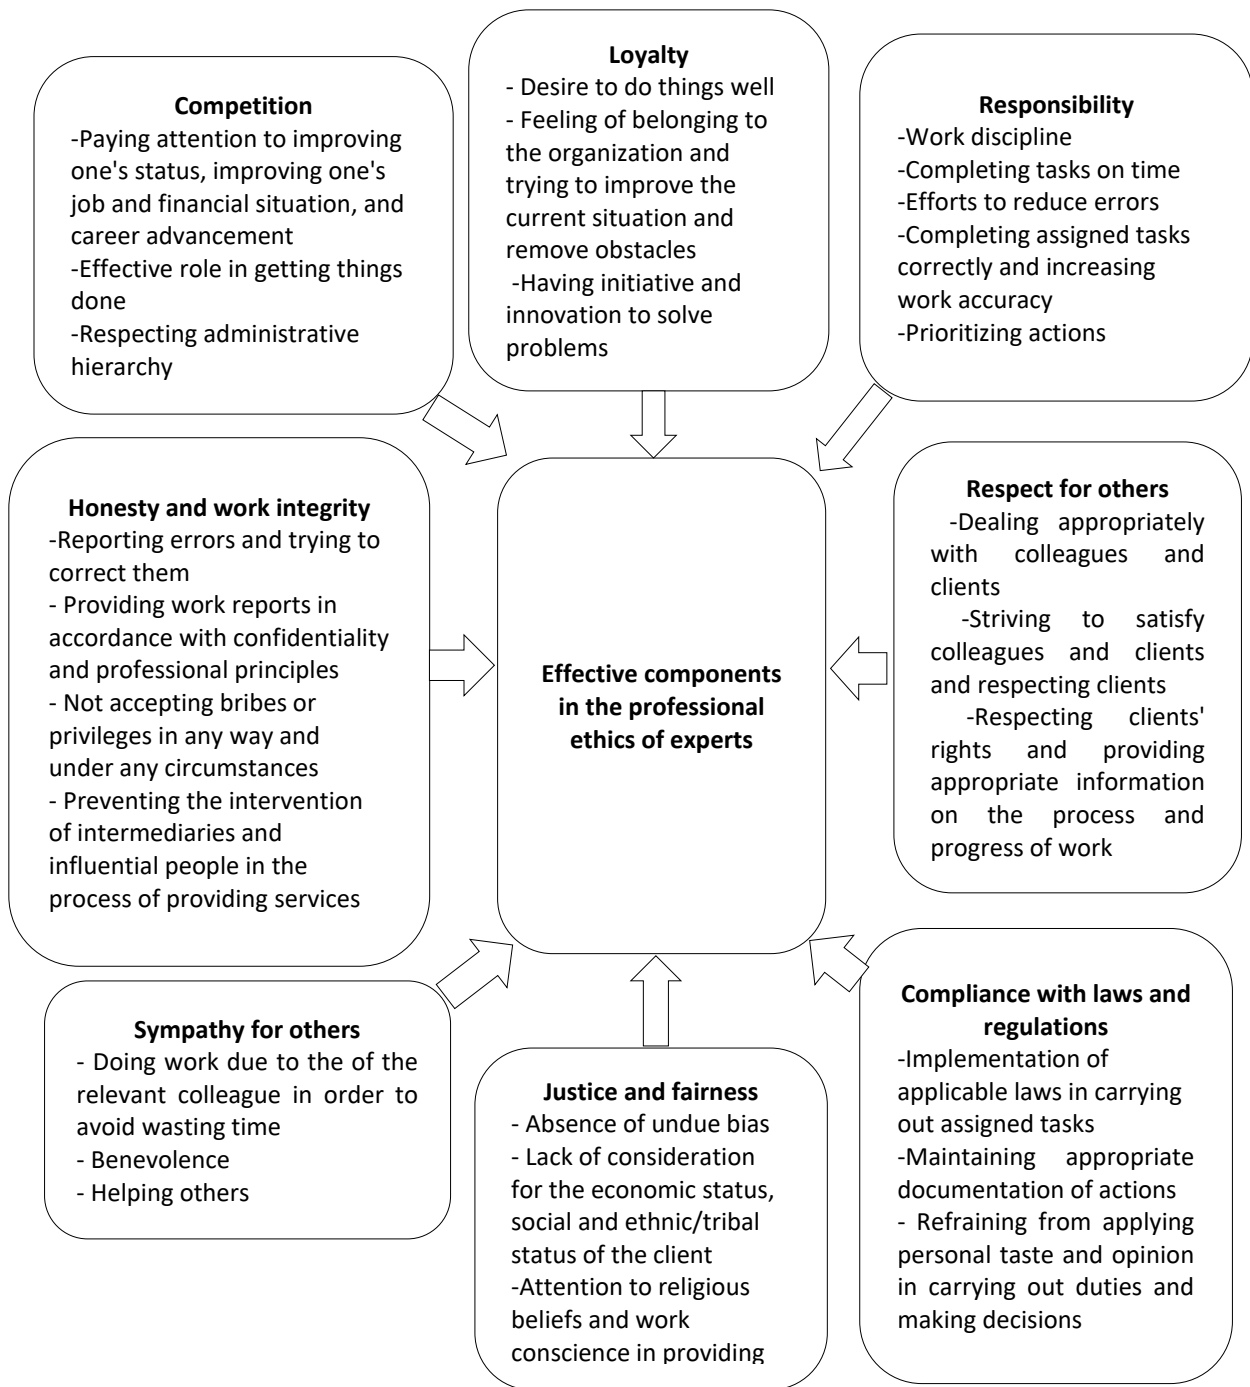 Competition
-Paying attention to improving
one's status, improving one's
job and financial situation, and
career advancement
-Effective role in getting things
done
-Respecting administrative
hierarchy
Loyalty
- Desire to do things well
- Feeling of belonging to
the organization and
trying to improve the
current situation and
remove obstacles
-Having initiative and
innovation to solve
problems
Responsibility
-Work discipline
-Completing tasks on time
-Efforts to reduce errors
-Completing assigned tasks
correctly and increasing
work accuracy
-Prioritizing actions
Honesty and work integrity
-Reporting errors and trying to
correct them
- Providing work reports in
accordance with confidentiality
and professional principles
- Not accepting bribes or
privileges in any way and
under any circumstances
- Preventing the intervention
of intermediaries and
influential people in the
process of providing services
Effective components
in the professional
ethics of experts
Respect for others
-Dealing appropriately
with colleagues and
clients
-Striving to satisfy
colleagues and clients
and respecting clients
-Respecting clients'
rights and providing
appropriate information
on the process and
progress of work
Sympathy for others
- Doing work due to the of the
relevant colleague in order to
avoid wasting time
- Benevolence
- Helping others
Justice and fairness
- Absence of undue bias
- Lack of consideration
for the economic status,
social and ethnic/tribal
status of the client
-Attention to religious
beliefs and work
conscience in providing
Compliance with laws and
regulations
-Implementation of
applicable laws in carrying
out assigned tasks
-Maintaining appropriate
documentation of actions
- Refraining from applying
personal taste and opinion
in carrying out duties and
making decisions